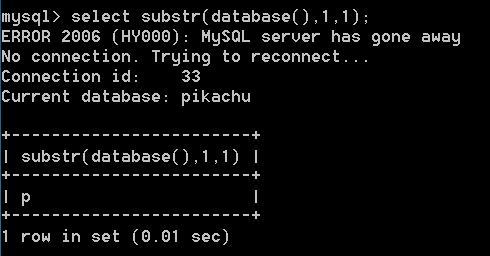 mysql> select substr(database(),1,1);
ERROR 2006 (HY000): MySQL server has gone away
No connection. Trying to reconnect...
Connection id:    33
Current database: pikachu
+------------------------+
| substr(database(),1,1) |
+------------------------+
| p                      |
+------------------------+
1 row in set (0.01 sec)